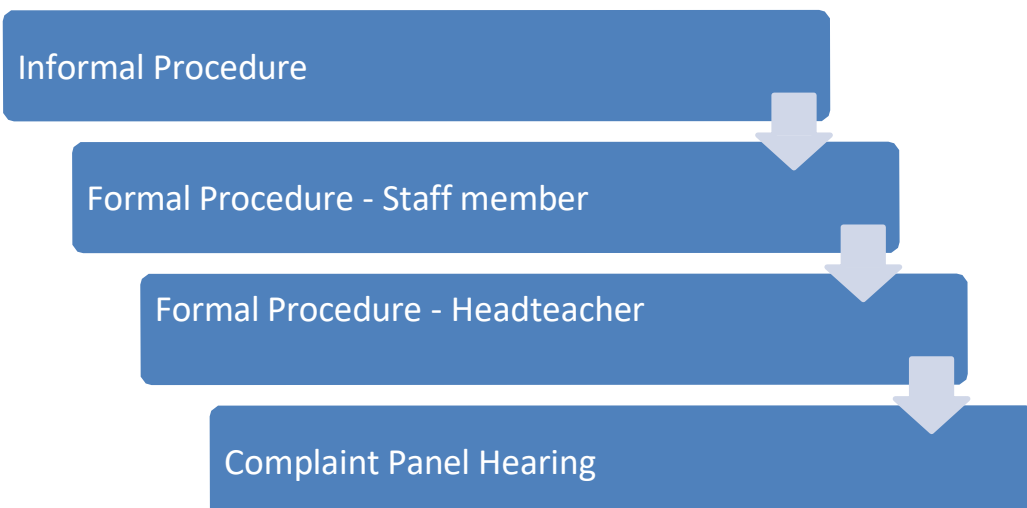 Informal Procedure
Formal Procedure - Staff member
Formal Procedure - Headteacher
Complaint Panel Hearing